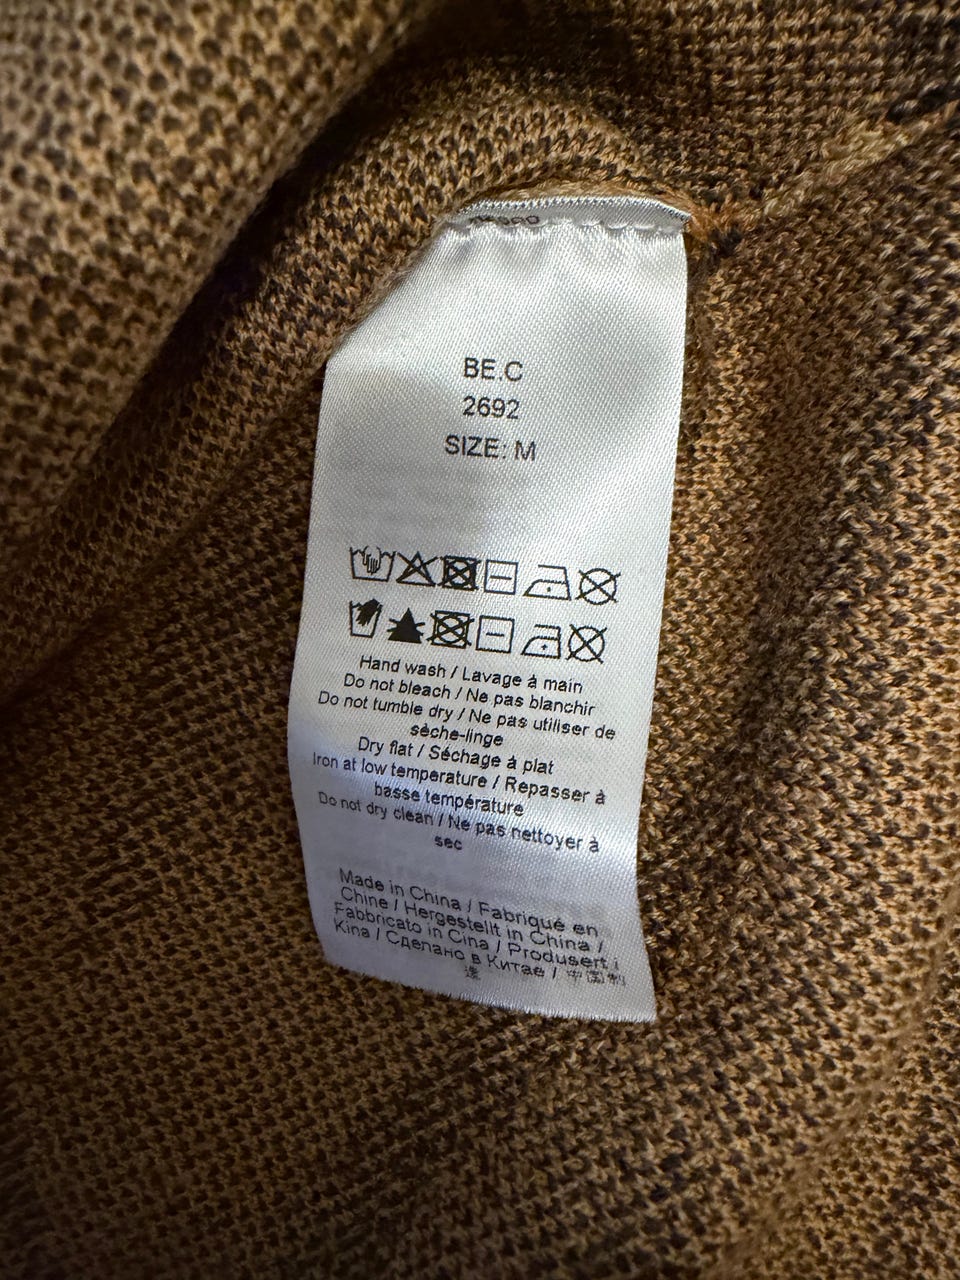 BE.C
2692
SIZE: M
Hand wash / Lavage à main
Do not bleach / Ne pas blanchir
Do not tumble dry / Ne pas utiliser de
sèche-linge
Dry flat / Séchage à plat
Iron at low temperature / Repasser à
basse température
Do not dry clean / Ne pas nettoyer à
sec
Made in China / Fabriqué en
Chine / Hergestellt in China /
Fabbricato in Cina / Produsert i
Kina / Сделано в Китае / 中国制